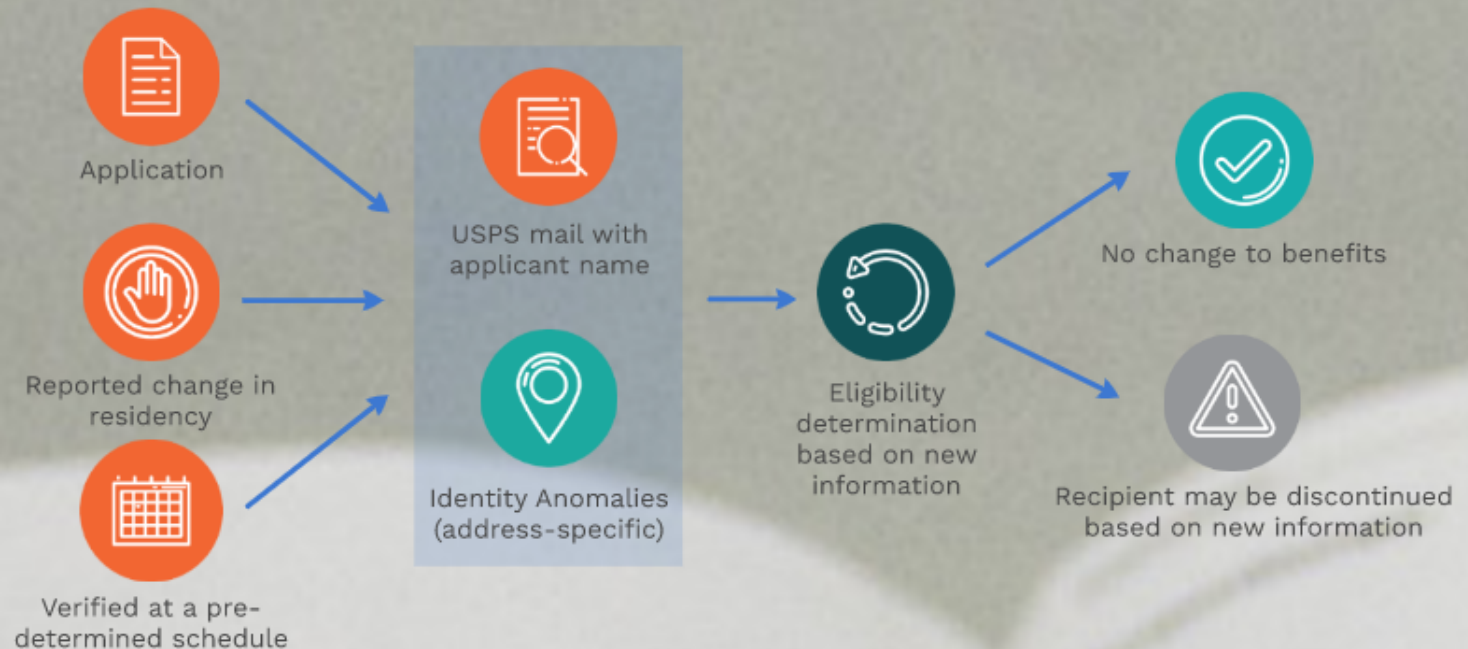 Application
Reported change in
residency
Verified at a pre-
determined schedule
USPS mail with
applicant name
Identity Anomalies
(address-specific)
Eligibility
determination
based on new
information
No change to benefits
Recipient may be discontinued
based on new information